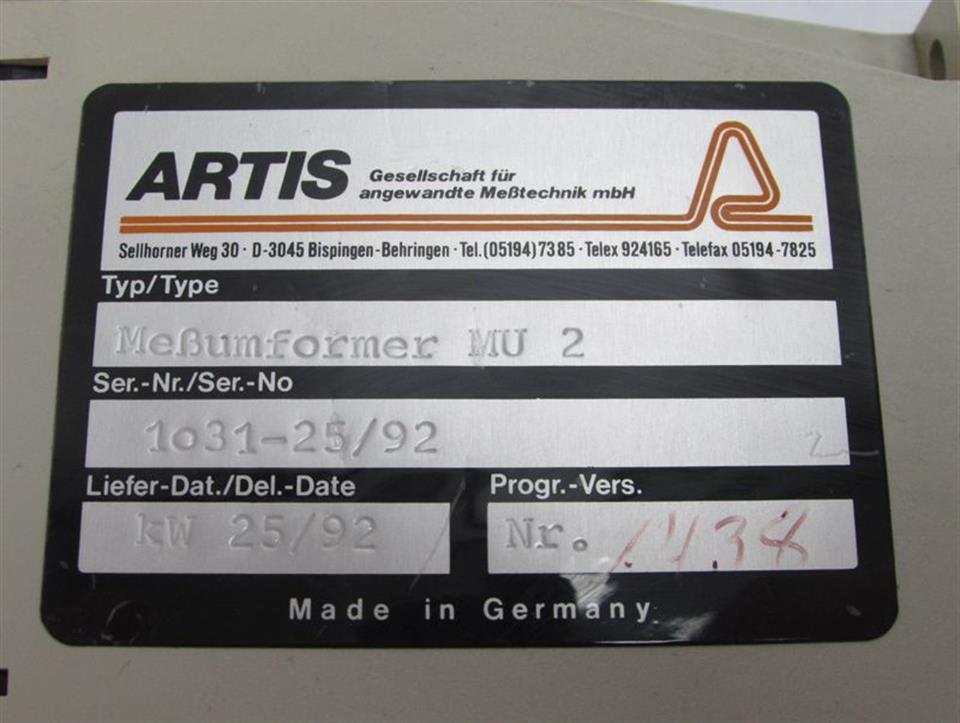 ARTIS
Gesellschaft für
angewandte Meßtechnik mbH
Sellhorner Weg 30 · D-3045 Bispingen-Behringen · Tel. (05194) 73 85 · Telex 924165 · Telefax 05194-7825
Typ/Type
Meßumformer MU 2
Ser.-Nr./Ser.-No
1o31-25/92
Liefer-Dat./Del.-Date
kW 25/92
Progr.-Vers.
Nr.
Made in Germany